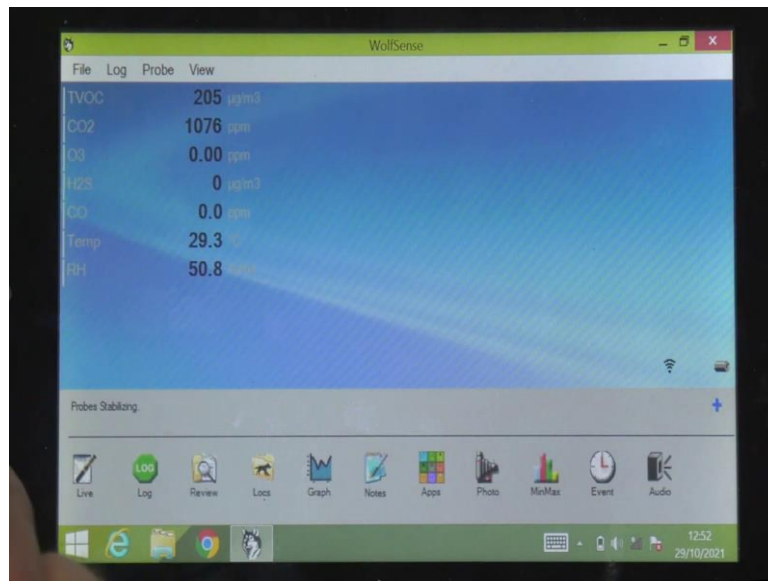 WolfSense
File Log Probe View
TVOC 205 µg/m3
CO2 1076 ppm
O3 0.00 ppm
H2S 0 µg/m3
CO 0.0 ppm
Temp 29.3 °C
RH 50.8
Probes Stabilizing.
LOG
Live Log Review Locs Graph Notes Apps Photo MinMax Event Audio
12:52
29/10/2021